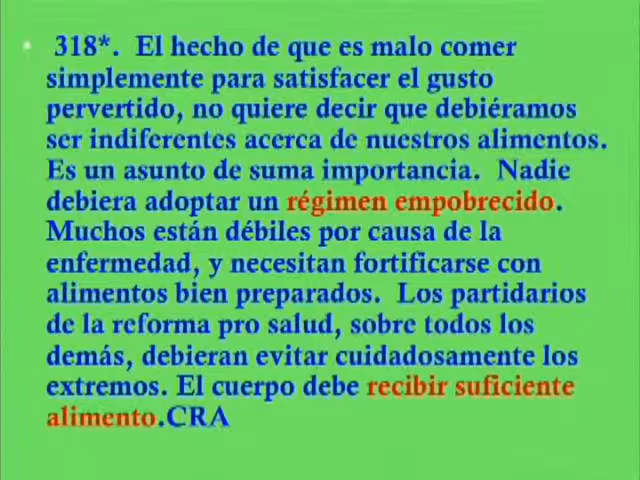 • 318*. El hecho de que es malo comer
simplemente para satisfacer el gusto
pervertido, no quiere decir que debiéramos
ser indiferentes acerca de nuestros alimentos.
Es un asunto de suma importancia. Nadie
debiera adoptar un régimen empobrecido.
Muchos están débiles por causa de la
enfermedad, y necesitan fortificarse con
alimentos bien preparados. Los partidarios
de la reforma pro salud, sobre todos los
demás, debieran evitar cuidadosamente los
extremos. El cuerpo debe recibir suficiente
alimento.CRA